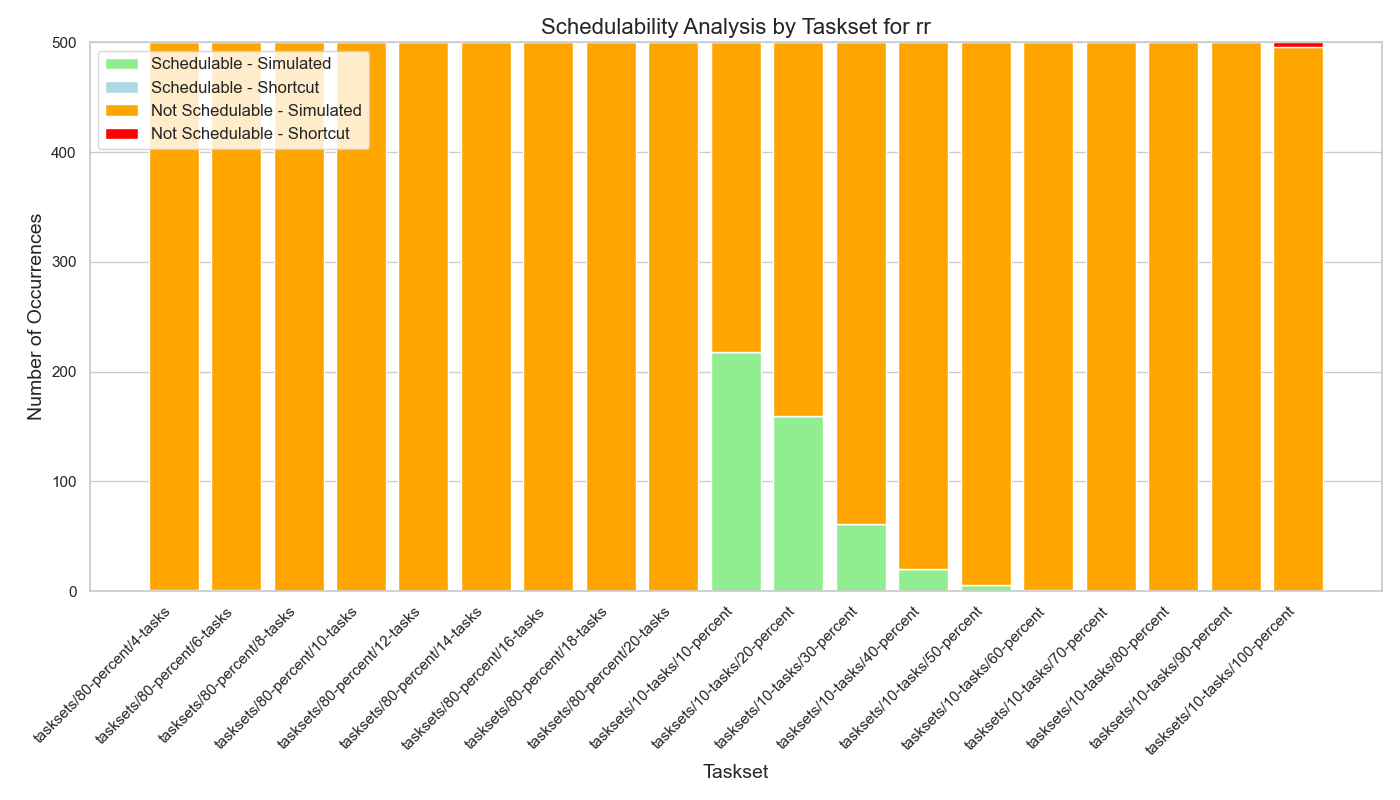 Schedulability Analysis by Taskset for rr
Schedulable - Simulated
Schedulable - Shortcut
Not Schedulable - Simulated
Not Schedulable - Shortcut
Number of Occurrences
500
400
300
200
100
0
tasksets/80-percent/4-tasks
tasksets/80-percent/6-tasks
tasksets/80-percent/8-tasks
tasksets/80-percent/10-tasks
tasksets/80-percent/12-tasks
tasksets/80-percent/14-tasks
tasksets/80-percent/16-tasks
tasksets/80-percent/18-tasks
tasksets/80-percent/20-tasks
tasksets/10-tasks/10-percent
tasksets/10-tasks/20-percent
tasksets/10-tasks/30-percent
tasksets/10-tasks/40-percent
tasksets/10-tasks/50-percent
tasksets/10-tasks/60-percent
tasksets/10-tasks/70-percent
tasksets/10-tasks/80-percent
tasksets/10-tasks/90-percent
tasksets/10-tasks/100-percent
Taskset